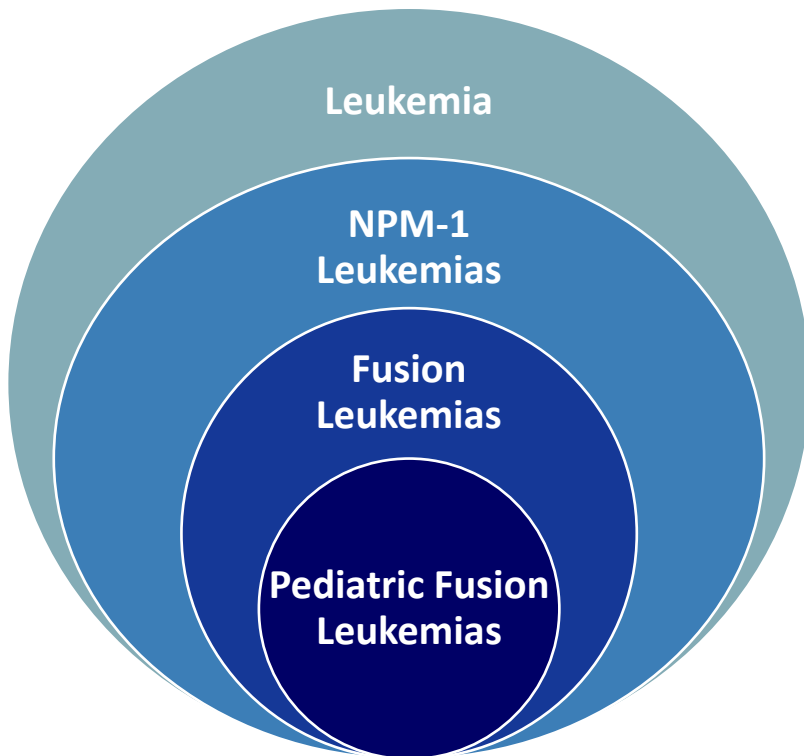 Leukemia
NPM-1
Leukemias
Fusion
Leukemias
Pediatric Fusion
Leukemias